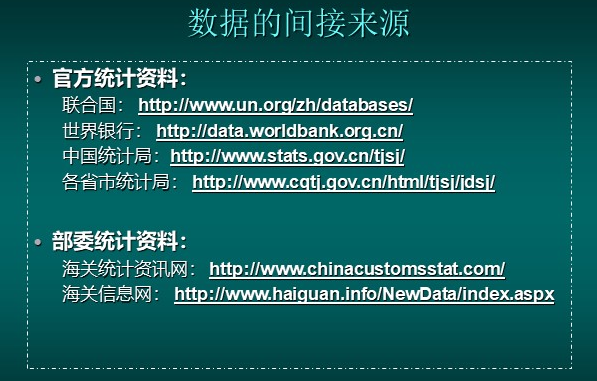 数据的间接来源
• 官方统计资料：
联合国： http://www.un.org/zh/databases/
世界银行： http://data.worldbank.org.cn/
中国统计局：http://www.stats.gov.cn/tjsj/
各省市统计局： http://www.cqtj.gov.cn/html/tjsj/jdsj/
• 部委统计资料：
海关统计资讯网： http://www.chinacustomsstat.com/
海关信息网： http://www.haiguan.info/NewData/index.aspx